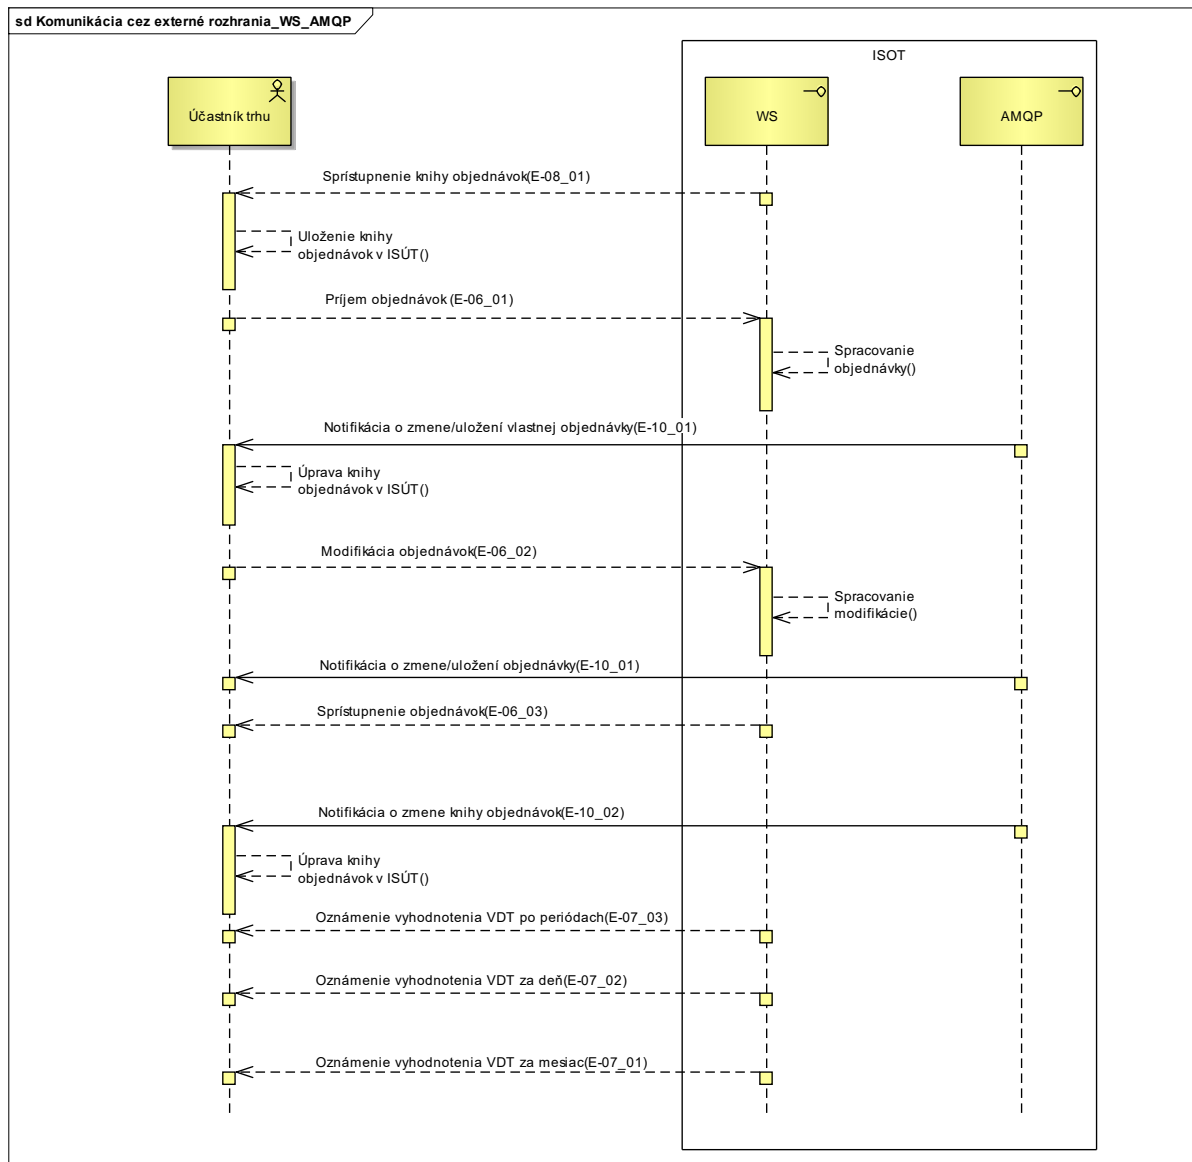 sd Komunikácia cez externé rozhrania_WS_AMQP
ISOT
Účastník trhu
WS
AMQP
Sprístupnenie knihy objednávok(E-08_01)
Uloženie knihy
objednávok v ISÚT()
Príjem objednávok (E-06_01)
Spracovanie
objednávky()
Notifikácia o zmene/uložení vlastnej objednávky(E-10_01)
Úprava knihy
objednávok v ISÚT()
Modifikácia objednávok(E-06_02)
Spracovanie
modifikácie()
Notifikácia o zmene/uložení objednávky(E-10_01)
Sprístupnenie objednávok(E-06_03)
Notifikácia o zmene knihy objednávok(E-10_02)
Úprava knihy
objednávok v ISÚT()
Oznámenie vyhodnotenia VDT po periódach(E-07_03)
Oznámenie vyhodnotenia VDT za deň(E-07_02)
Oznámenie vyhodnotenia VDT za mesiac(E-07_01)